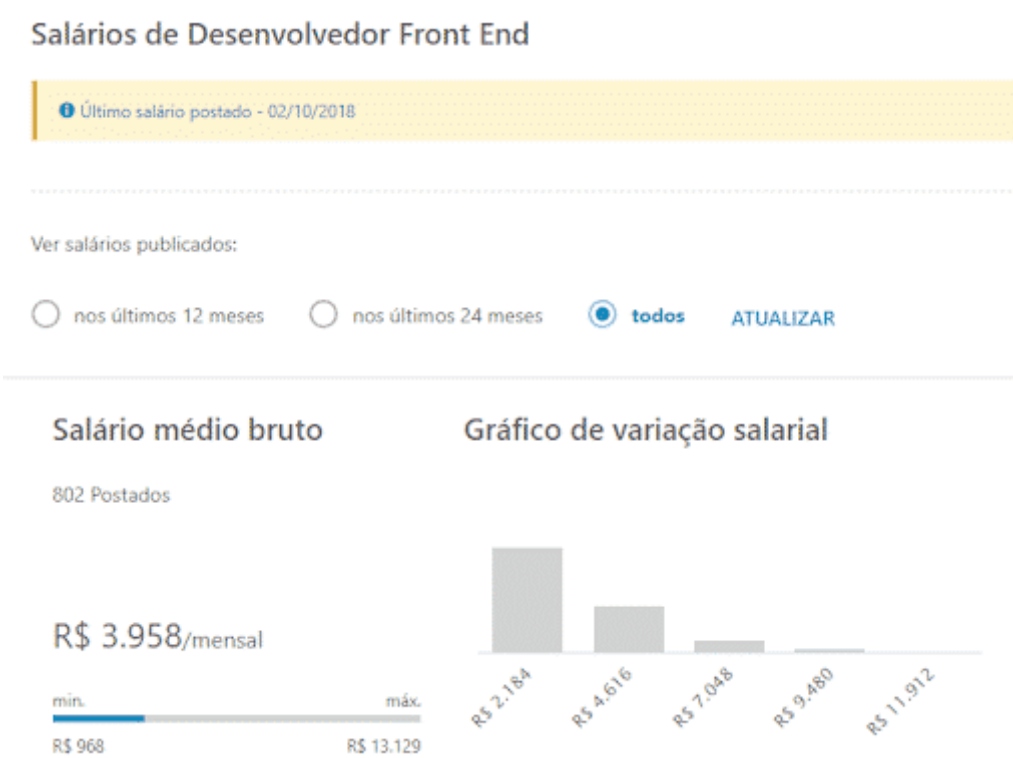 Salários de Desenvolvedor Front End
Último salário postado - 02/10/2018
Ver salários publicados:
nos últimos 12 meses
nos últimos 24 meses
todos
ATUALIZAR
Salário médio bruto
802 Postados
R$ 3.958/mensal
min.
máx.
R$ 968
R$ 13.129
Gráfico de variação salarial
R$ 2.184
R$ 4.616
R$ 7.048
R$ 9.480
R$ 11.912